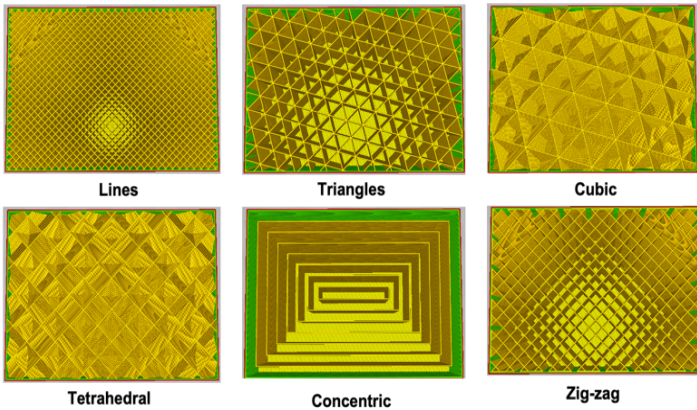 Lines
Triangles
Cubic
Tetrahedral
Concentric
Zig-zag